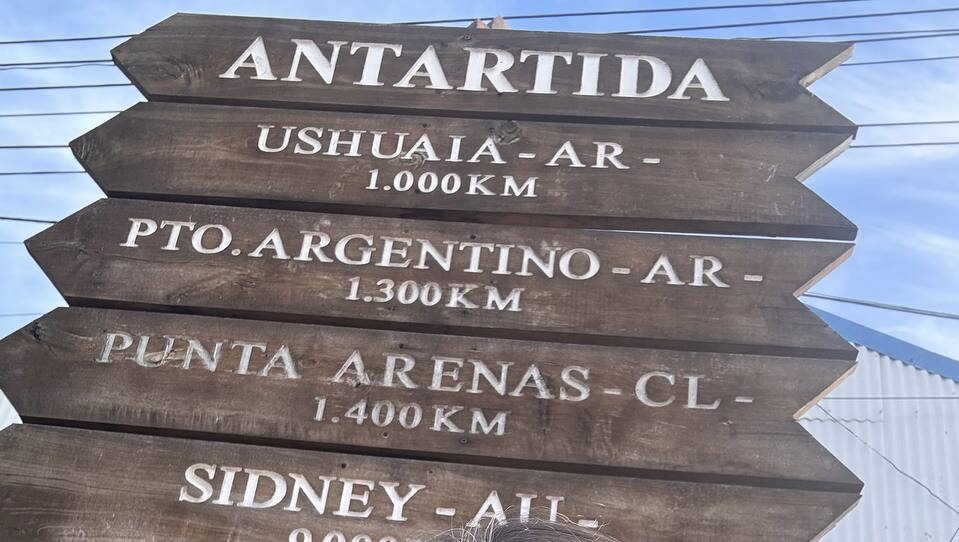 ANTARTIDA
USHUAIA - AR -
1.000KM
PTO. ARGENTINO - AR -
1.300KM
PUNTA ARENAS - CL -
1.400KM
SIDNEY - AU -